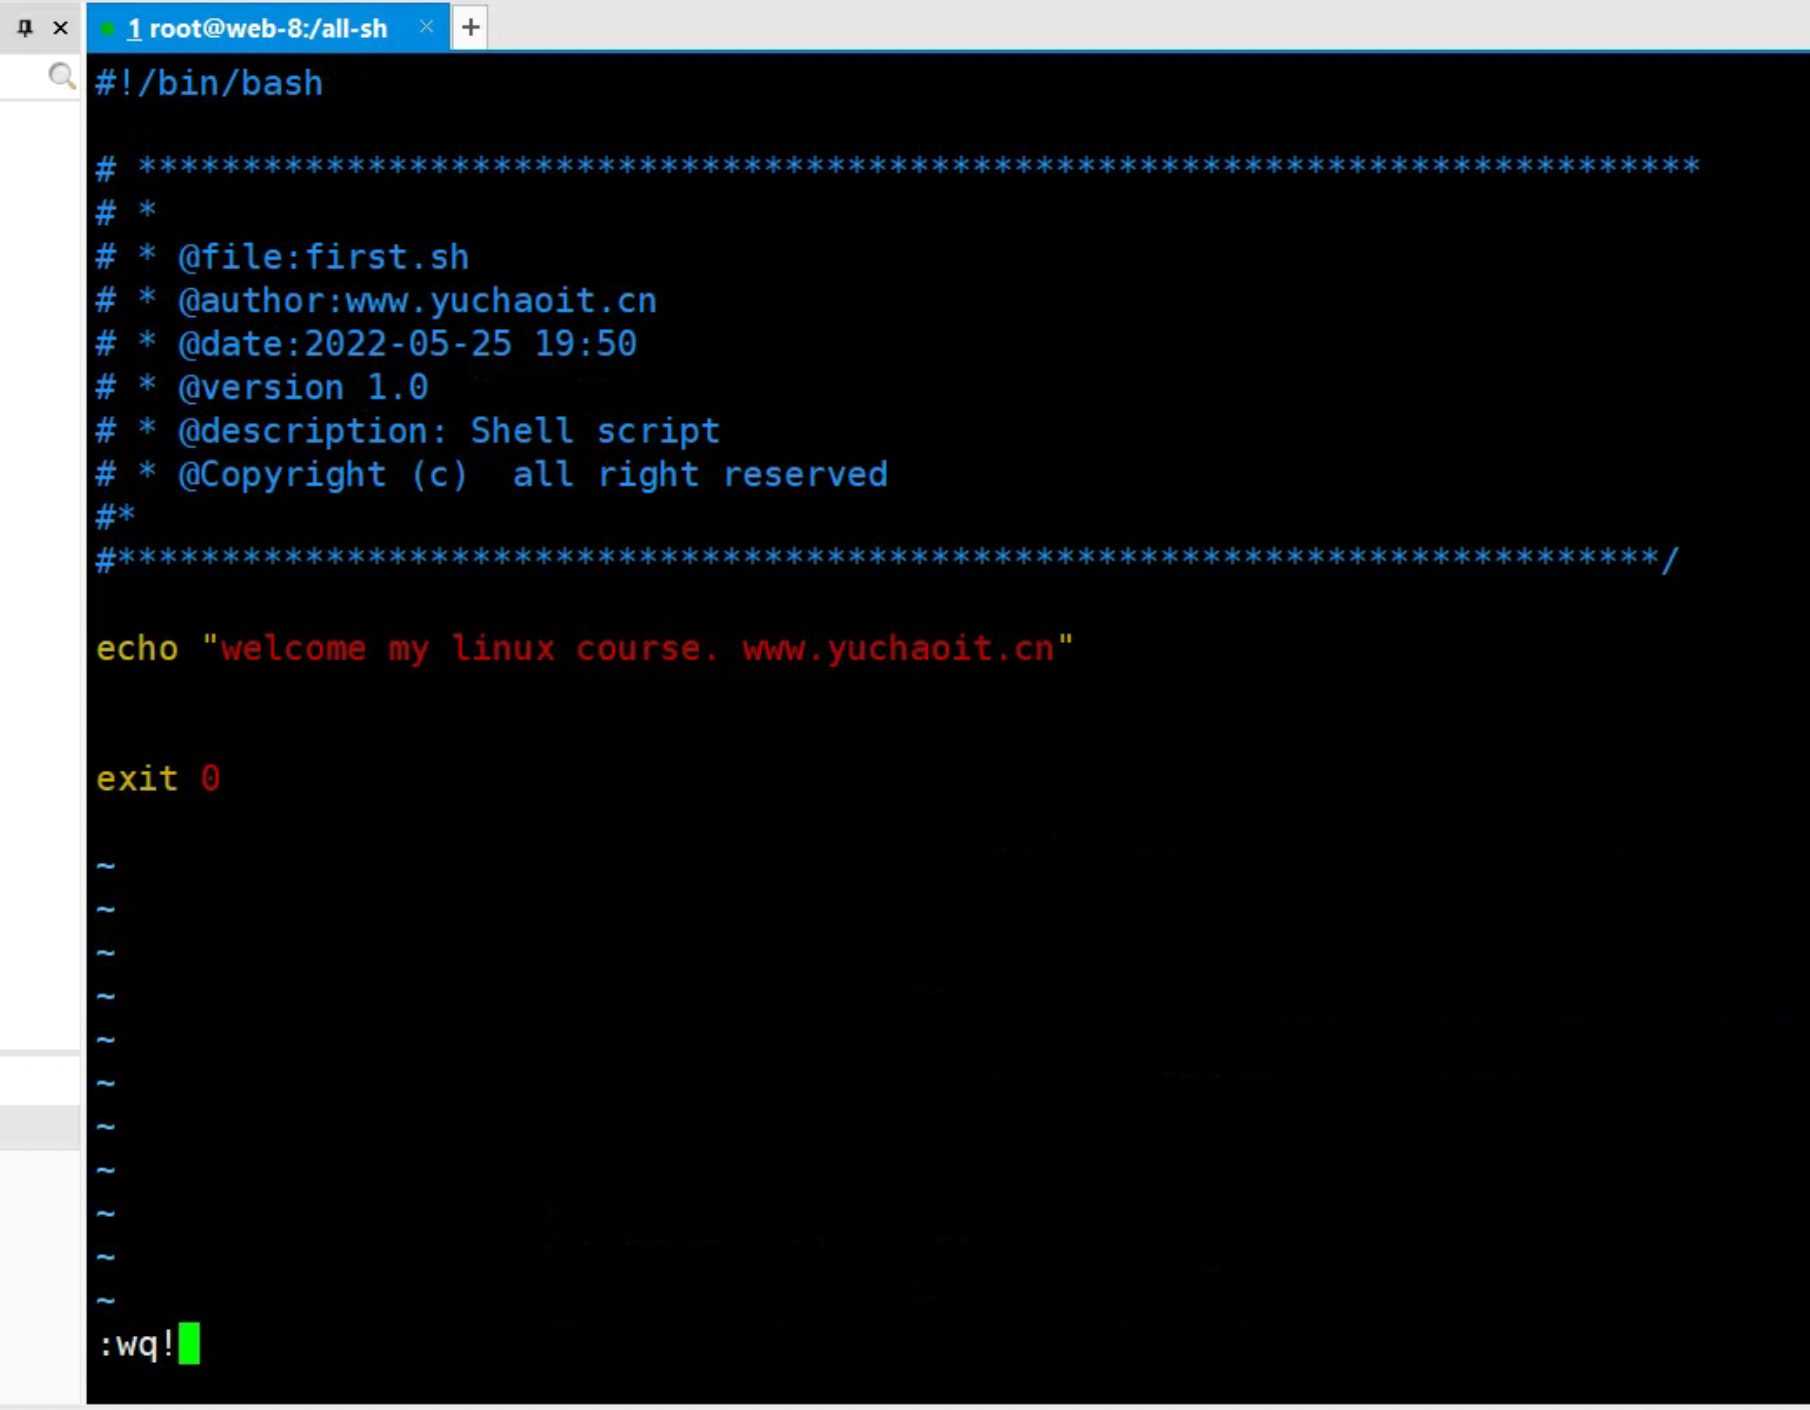 1 root@web-8:/all-sh × +
#!/bin/bash
# ***************************************************************************
# *
# * @file:first.sh
# * @author:www.yuchaoit.cn
# * @date:2022-05-25 19:50
# * @version 1.0
# * @description: Shell script
# * @Copyright (c)  all right reserved
#*
#**************************************************************************/
echo "welcome my linux course. www.yuchaoit.cn"
exit 0
~
~
~
~
~
~
~
~
~
~
~
:wq!